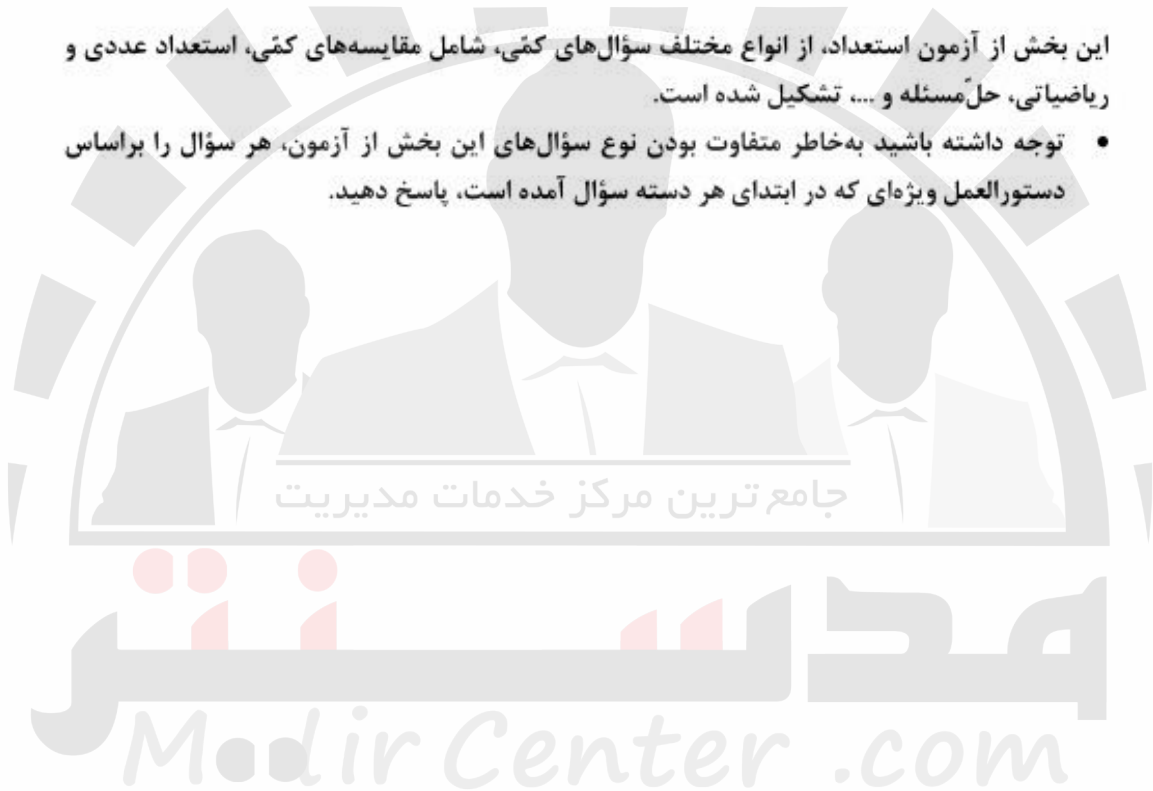 این بخش از آزمون استعداد، از انواع مختلف سؤال‌های کمّی، شامل مقایسه‌های کمّی، استعداد عددی و
ریاضیاتی، حلّ‌مسئله و ...، تشکیل شده است.
• توجه داشته باشید به‌خاطر متفاوت بودن نوع سؤال‌های این بخش از آزمون، هر سؤال را براساس
دستورالعمل ویژه‌ای که در ابتدای هر دسته سؤال آمده است، پاسخ دهید.
جامع ترین مرکز خدمات مدیریت
مدیر سنتر
Modir Center .com